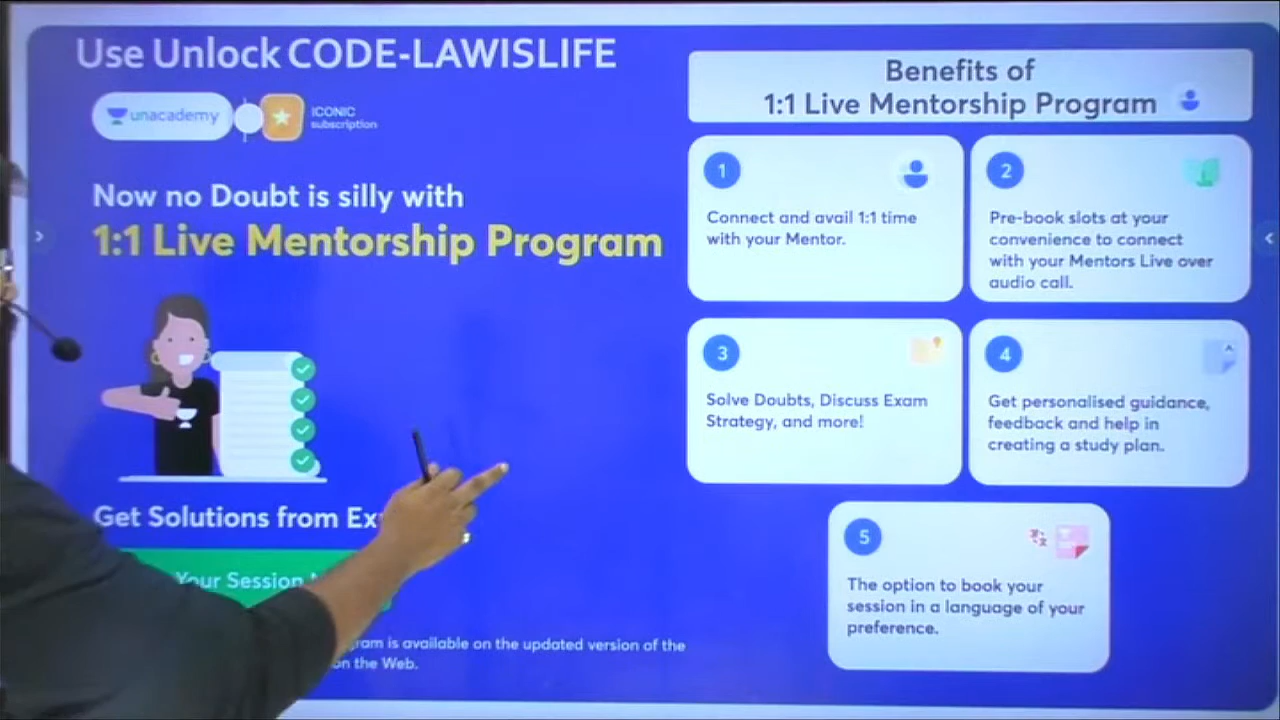 Use Unlock CODE-LAWISLIFE
unacademy
ICONIC
subscription
Now no Doubt is silly with
1:1 Live Mentorship Program
Get Solutions from
Your Session
is available on the updated version of the
on the Web.
Benefits of
1:1 Live Mentorship Program
1
Connect and avail 1:1 time
with your Mentor.
2
Pre-book slots at your
convenience to connect
with your Mentors Live over
audio call.
3
Solve Doubts, Discuss Exam
Strategy, and more!
4
Get personalised guidance,
feedback and help in
creating a study plan.
5
The option to book your
session in a language of your
preference.